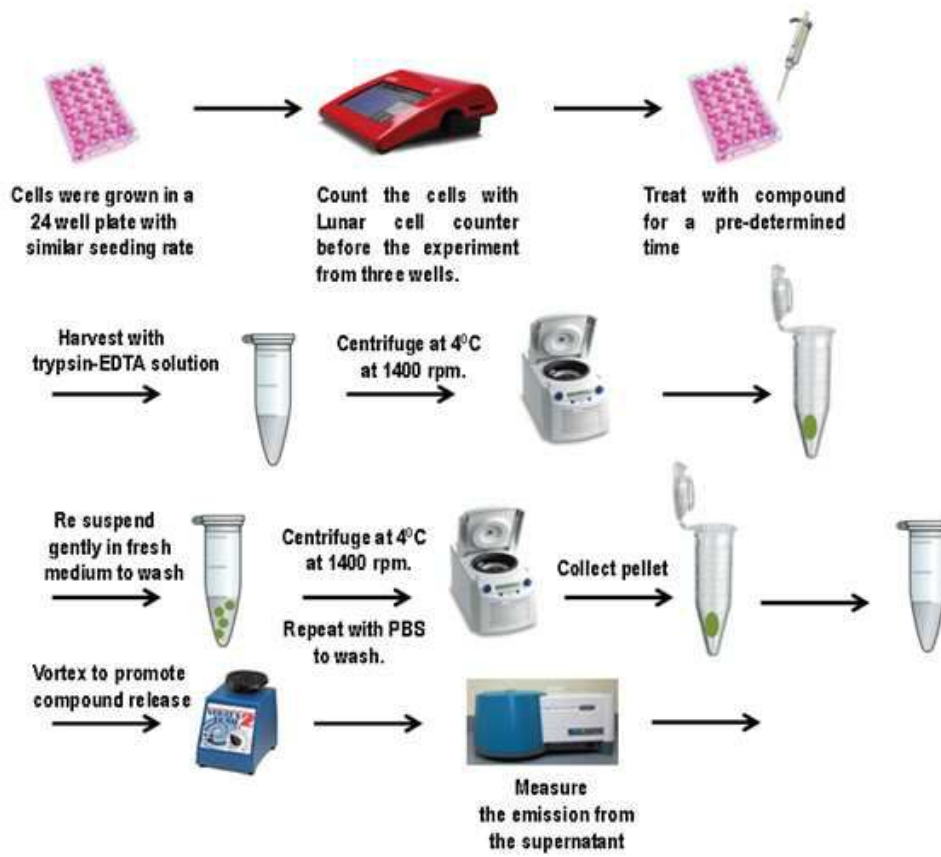 Cells were grown in a
24 well plate with
similar seeding rate
Count the cells with
Lunar cell counter
before the experiment
from three wells.
Treat with compound
for a pre-determined
time
Harvest with
trypsin-EDTA solution
Centrifuge at 4⁰C
at 1400 rpm.
Re suspend
gently in fresh
medium to wash
Centrifuge at 4⁰C
at 1400 rpm.
Repeat with PBS
to wash.
Collect pellet
Vortex to promote
compound release
Measure
the emission from
the supernatant